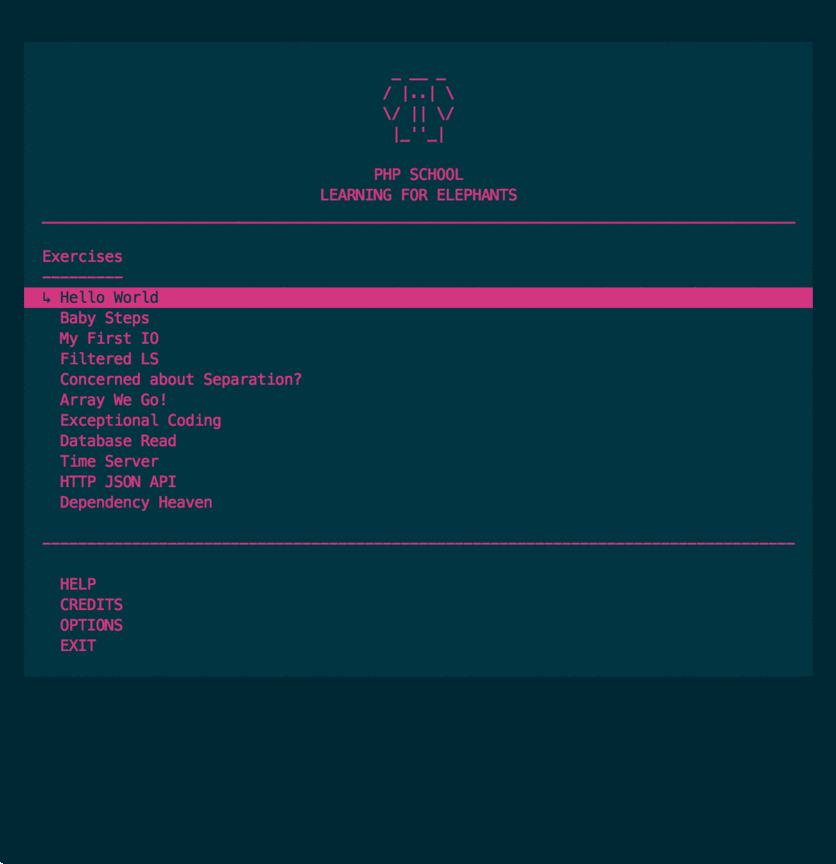 _ __ _
/ |..| \
\/ || \/
|_''_|
PHP SCHOOL
LEARNING FOR ELEPHANTS
Exercises
---------
↳ Hello World
Baby Steps
My First IO
Filtered LS
Concerned about Separation?
Array We Go!
Exceptional Coding
Database Read
Time Server
HTTP JSON API
Dependency Heaven
HELP
CREDITS
OPTIONS
EXIT